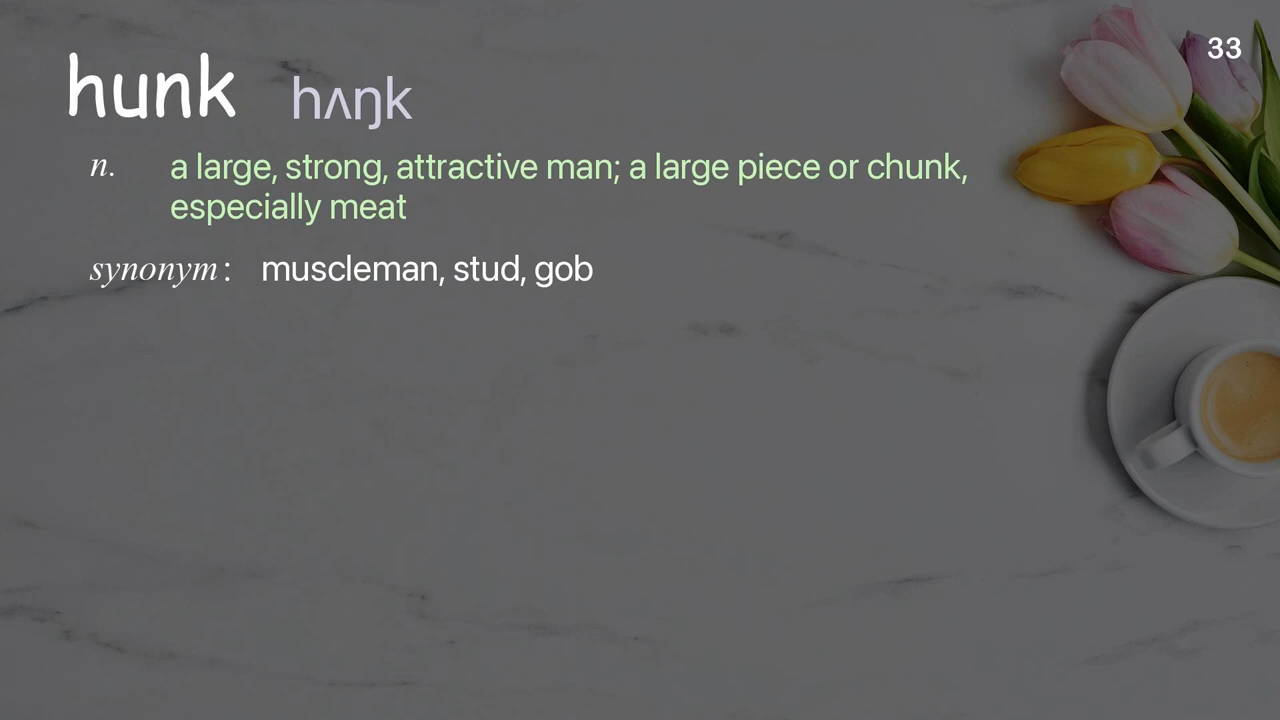 33
hunk hʌŋk
n. a large, strong, attractive man; a large piece or chunk,
especially meat
synonym: muscleman, stud, gob